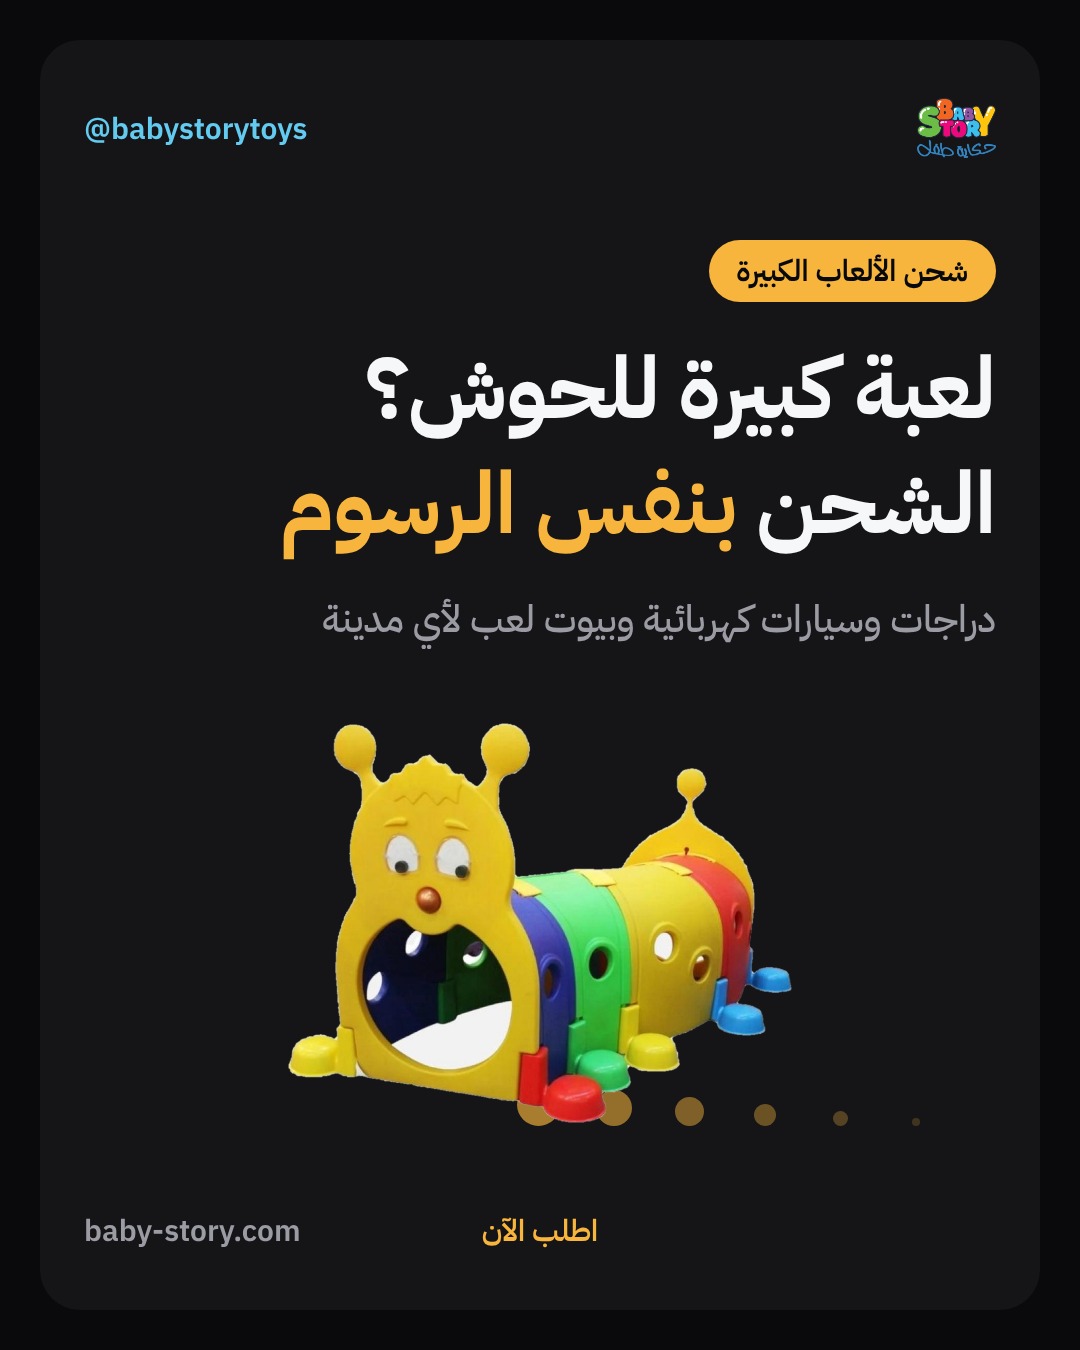 @babystorytoys
BABY STORY
حكاية طفل
شحن الألعاب الكبيرة
لعبة كبيرة للحوش؟
الشحن بنفس الرسوم
دراجات وسيارات كهربائية وبيوت لعب لأي مدينة
baby-story.com
اطلب الآن